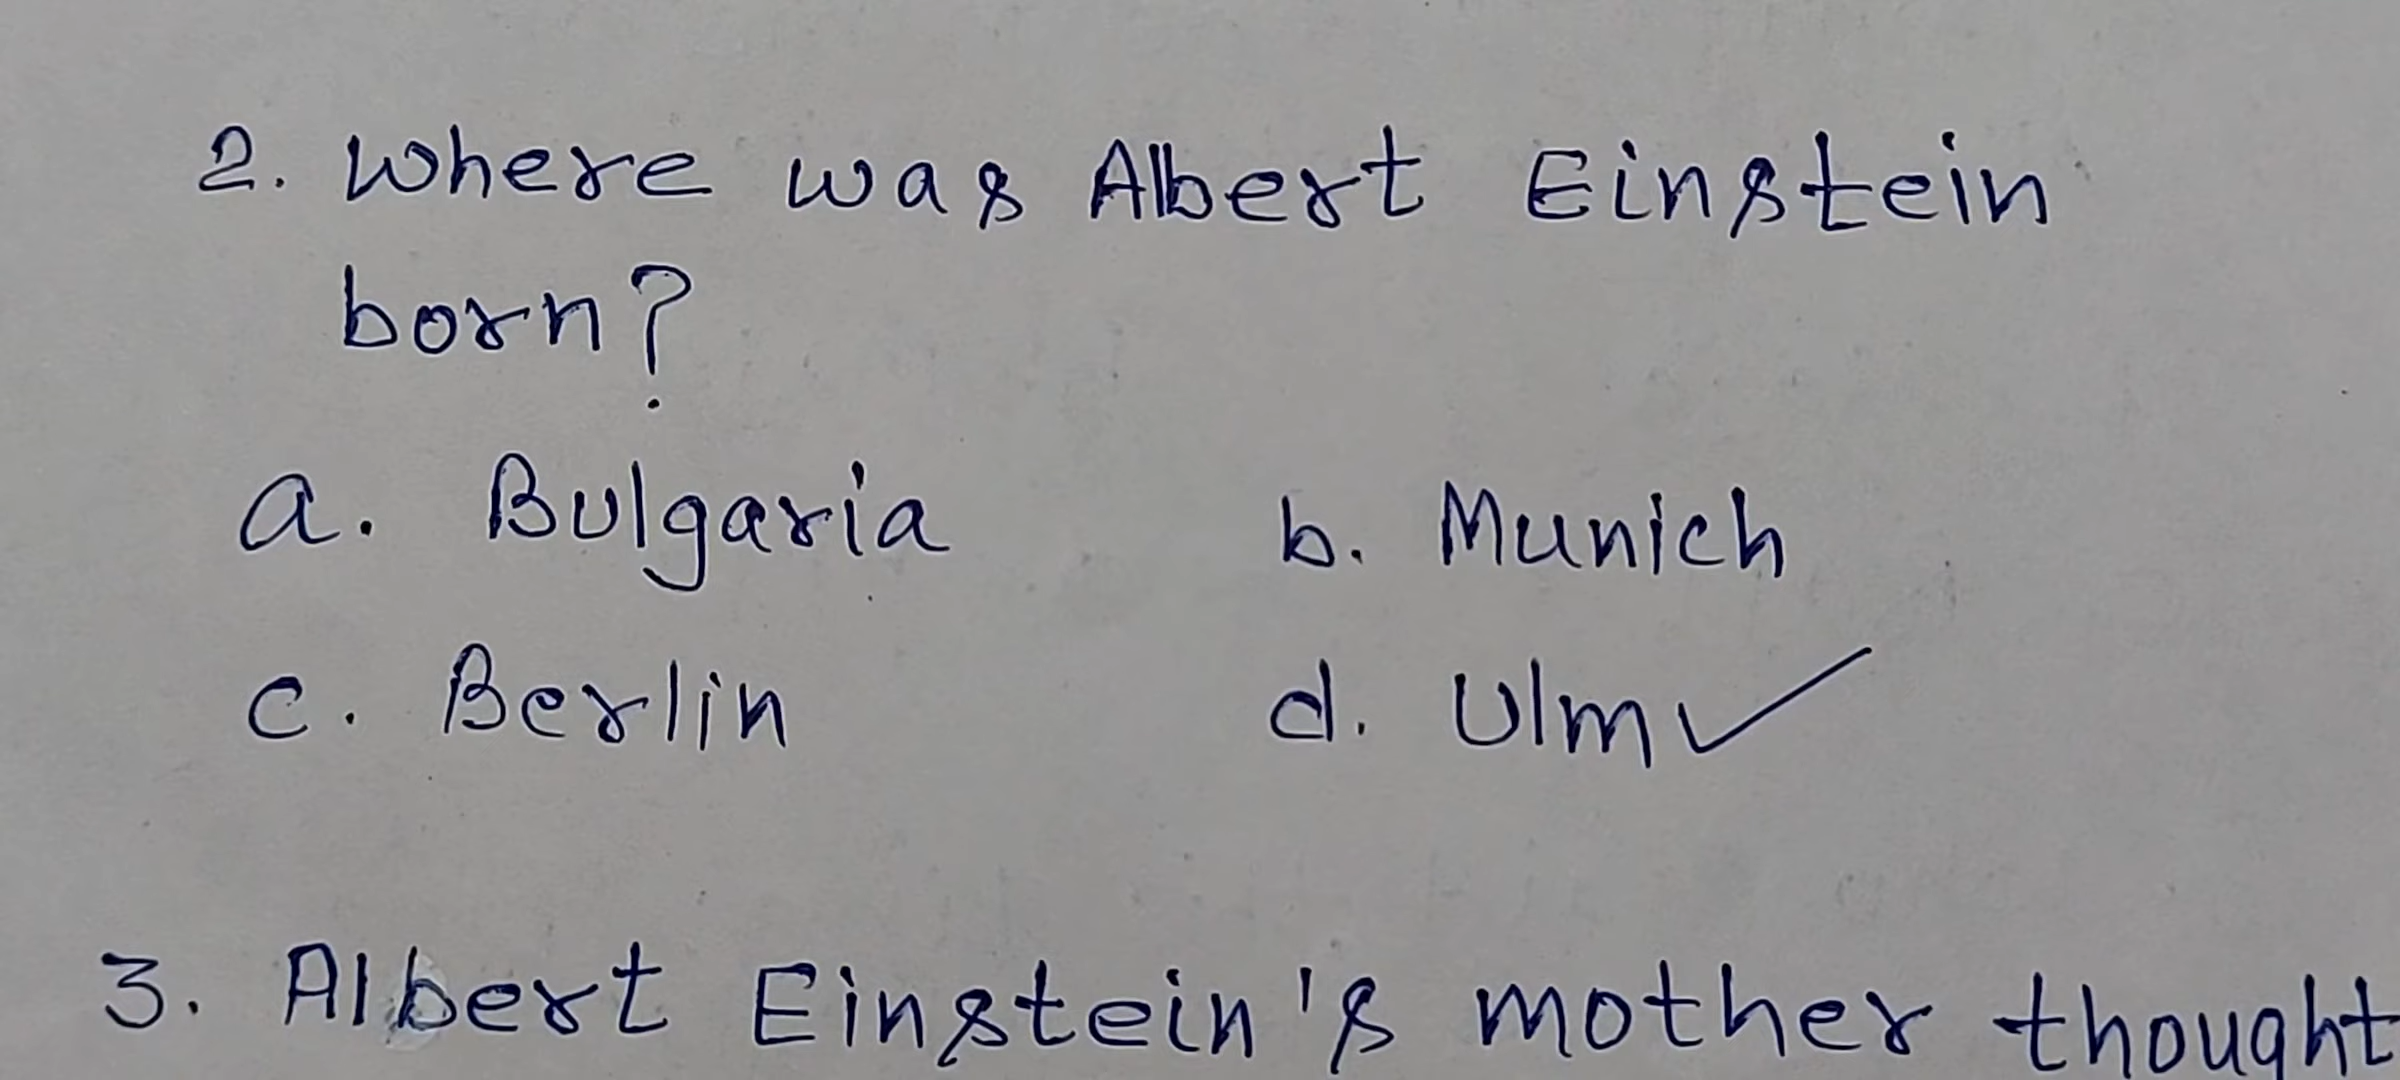 2. Where was Albert Einstein
born?
a. Bulgaria b. Munich
c. Berlin d. Ulm ✓
3. Albert Einstein's mother thought